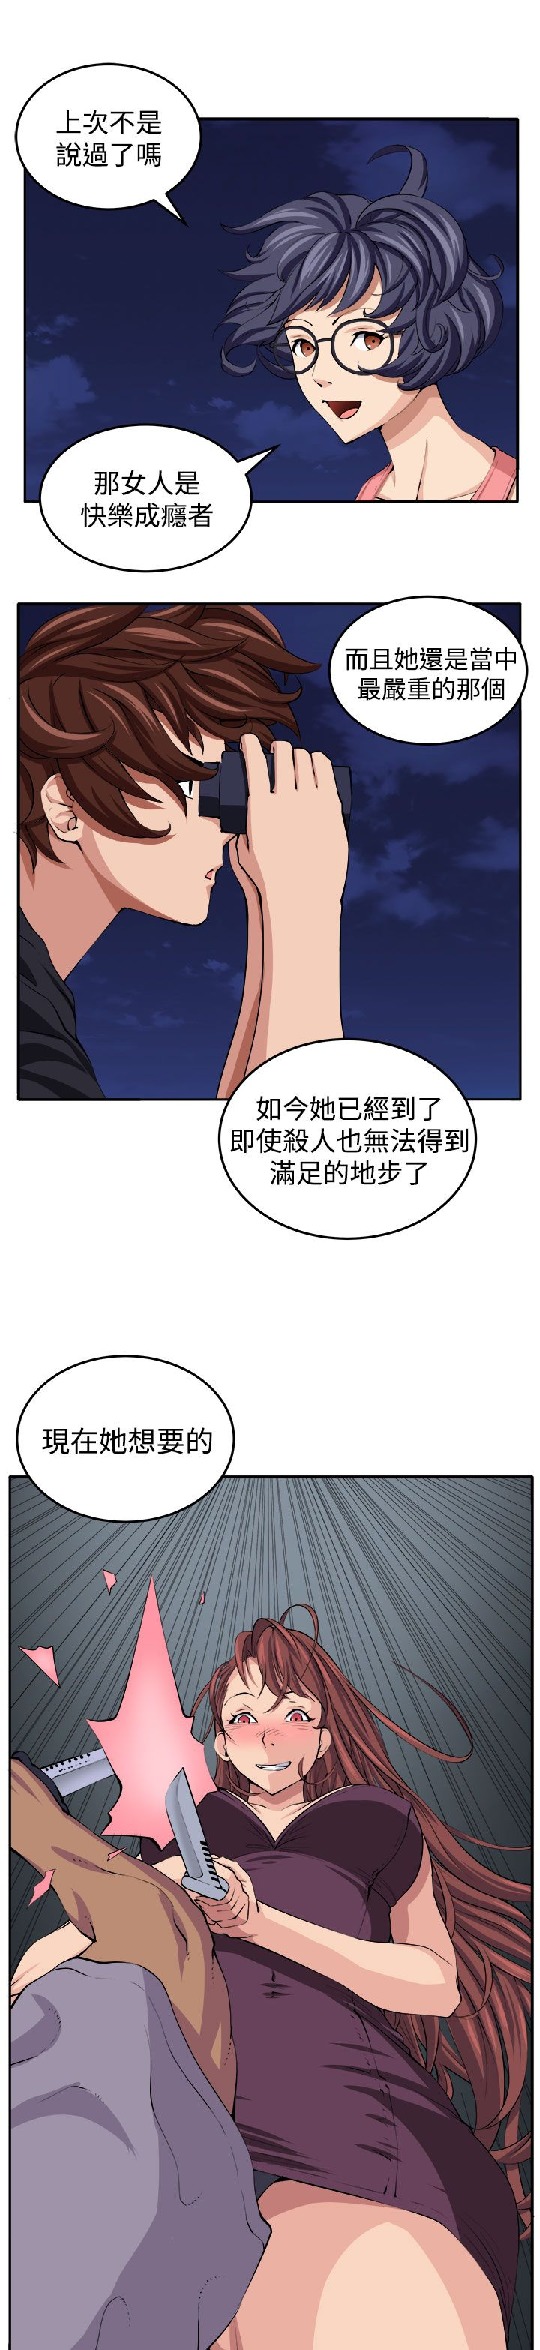 上次不是
說過了嗎
那女人是
快樂成癮者
而且她還是當中
最嚴重的那個
如今她已經到了
即使殺人也無法得到
滿足的地步了
現在她想要的